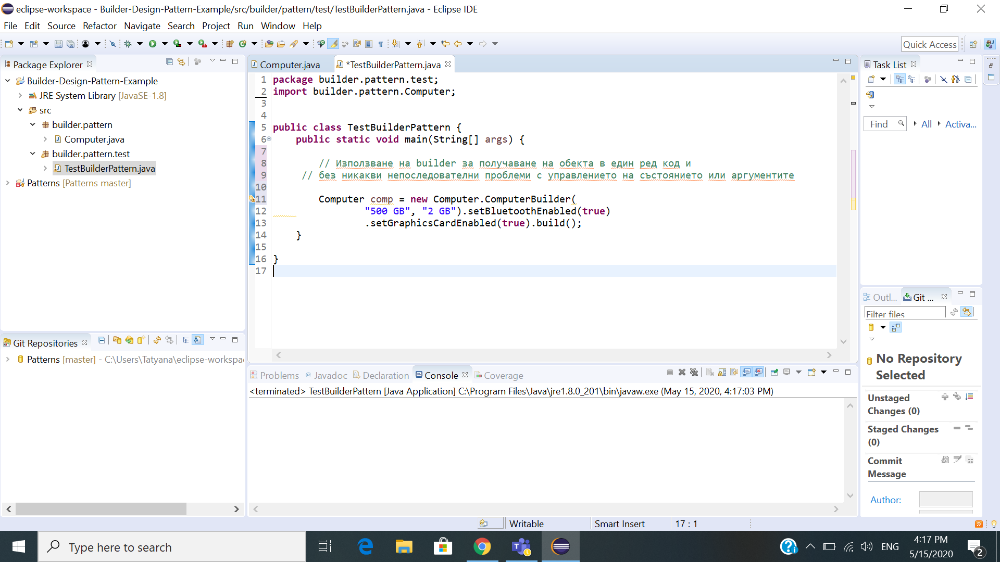 eclipse-workspace - Builder-Design-Pattern-Example/src/builder/pattern/test/TestBuilderPattern.java - Eclipse IDE
File Edit Source Refactor Navigate Search Project Run Window Help
Quick Access
Package Explorer
Builder-Design-Pattern-Example
JRE System Library [JavaSE-1.8]
src
builder.pattern
Computer.java
builder.pattern.test
TestBuilderPattern.java
Patterns [Patterns master]
Git Repositories
Patterns [master] - C:\Users\Tatyana\eclipse-workspa
Computer.java
*TestBuilderPattern.java
1 package builder.pattern.test;
2 import builder.pattern.Computer;
3
4
5 public class TestBuilderPattern {
6 public static void main(String[] args) {
7
8 // Използване на builder за получаване на обекта в един ред код и
9 // без никакви непоследователни проблеми с управлението на състоянието или аргументите
10
11 Computer comp = new Computer.ComputerBuilder(
12 "500 GB", "2 GB").setBluetoothEnabled(true)
13 .setGraphicsCardEnabled(true).build();
14 }
15
16 }
17
Problems Javadoc Declaration Console Coverage
<terminated> TestBuilderPattern [Java Application] C:\Program Files\Java\jre1.8.0_201\bin\javaw.exe (May 15, 2020, 4:17:03 PM)
Task List
Find All Activa...
Outl... Git ...
Filter files
No Repository
Selected
Unstaged
Changes (0)
Staged Changes
(0)
Commit
Message
Author:
Writable Smart Insert 17 : 1
Type here to search
ENG
4:17 PM
5/15/2020
2